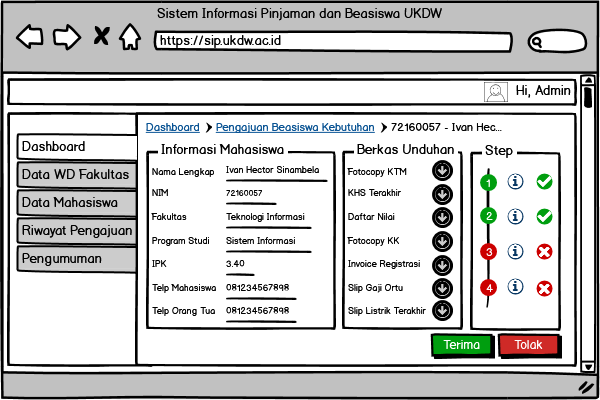 Sistem Informasi Pinjaman dan Beasiswa UKDW
https://sip.ukdw.ac.id
Hi, Admin
Dashboard
Data WD Fakultas
Data Mahasiswa
Riwayat Pengajuan
Pengumuman
Dashboard > Pengajuan Beasiswa Kebutuhan > 72160057 - Ivan Hec...
Informasi Mahasiswa
Nama Lengkap Ivan Hector Sinambela
NIM 72160057
Fakultas Teknologi Informasi
Program Studi Sistem Informasi
IPK 3.40
Telp Mahasiswa 081234567898
Telp Orang Tua 081234567898
Berkas Unduhan
Fotocopy KTM
KHS Terakhir
Daftar Nilai
Fotocopy KK
Invoice Registrasi
Slip Gaji Ortu
Slip Listrik Terakhir
Step
1
2
3
4
Terima
Tolak